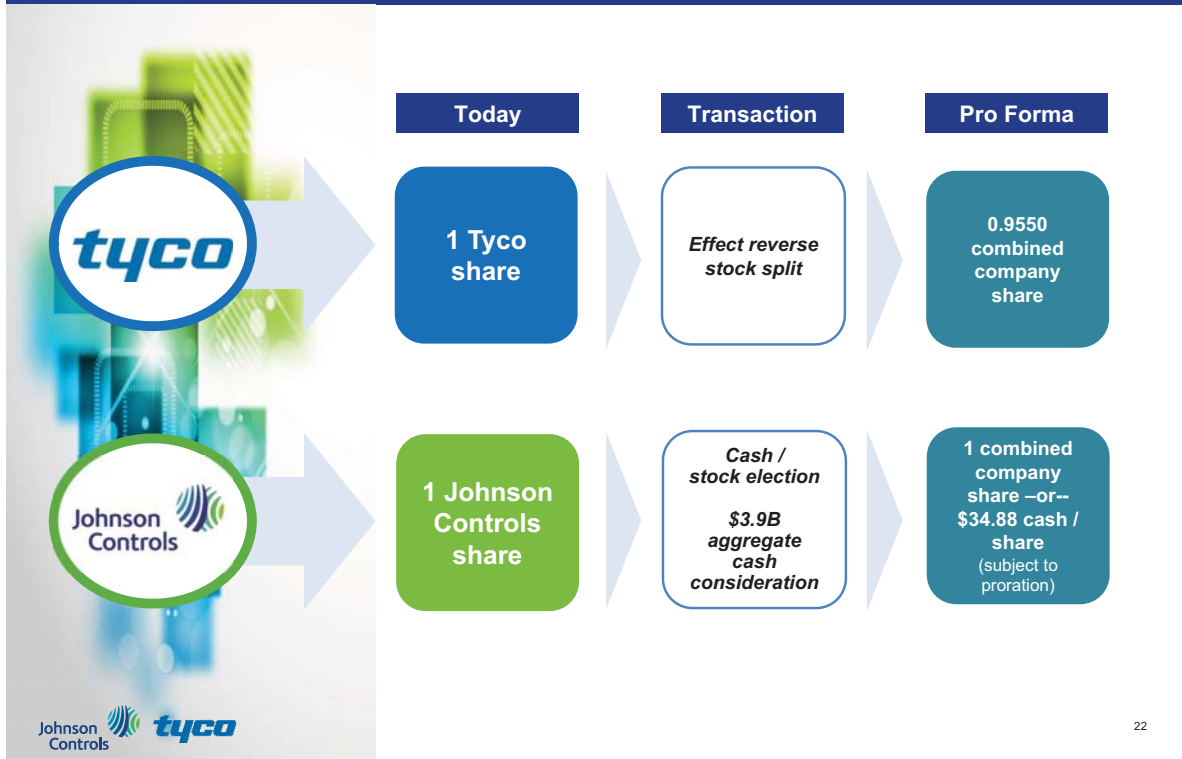 Today
Transaction
Pro Forma
tyco
1 Tyco
share
Effect reverse
stock split
0.9550
combined
company
share
Johnson
Controls
1 Johnson
Controls
share
Cash /
stock election
$3.9B
aggregate
cash
consideration
1 combined
company
share –or--
$34.88 cash /
share
(subject to
proration)
Johnson
Controls
tyco
22